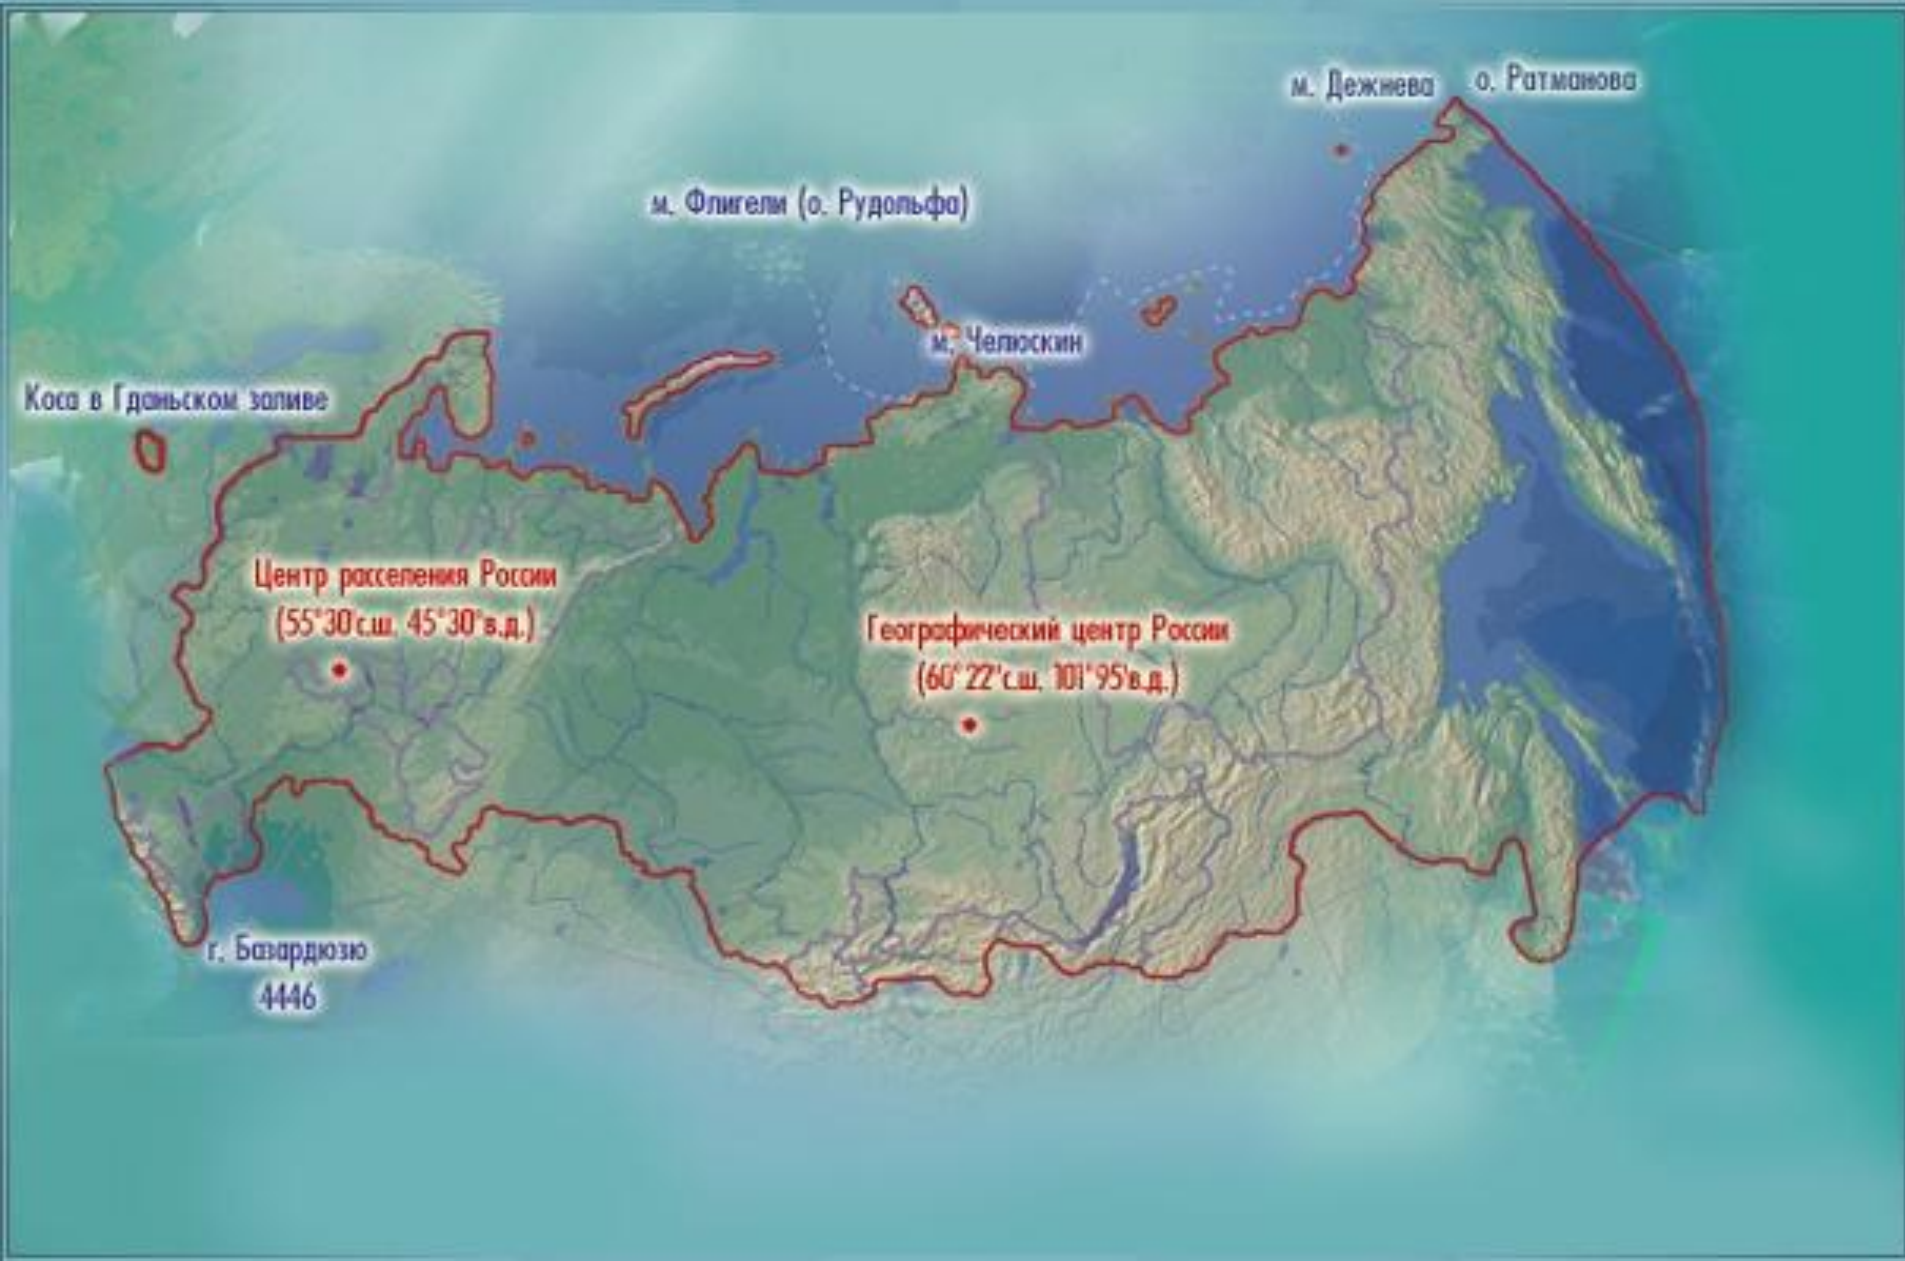 м. Дежнева
о. Ратманова
м. Флигели (о. Рудольфа)
м. Челюскин
Коса в Гданьском заливе
Центр расселения России
(55°30'с.ш. 45°30'в.д.)
Географический центр России
(60°22'с.ш. 101°95'в.д.)
г. Базардюзю
4446